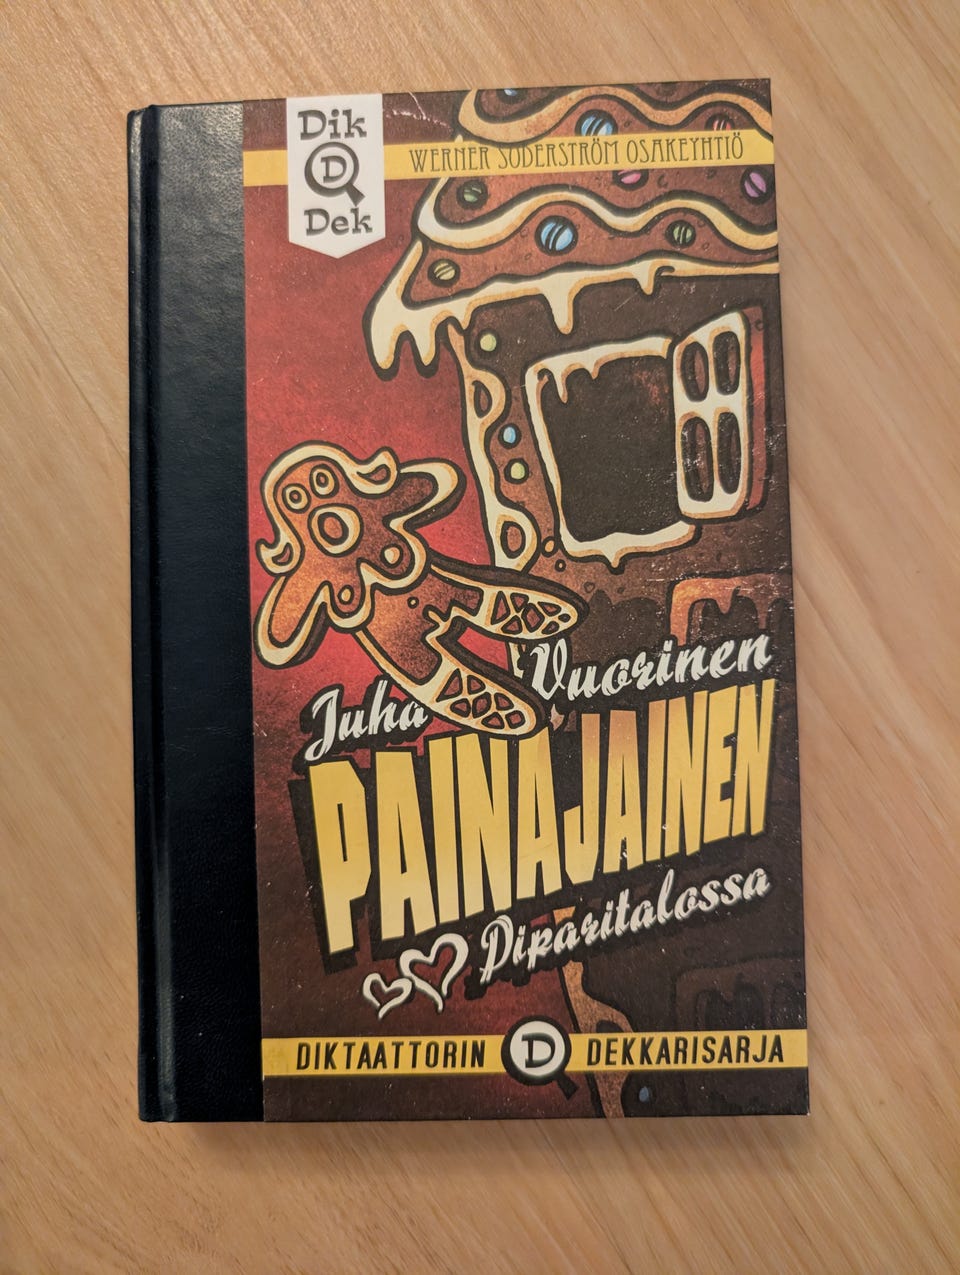 Dik
D
Dek
WERNER SÖDERSTRÖM OSAKEYHTIÖ
Juha Vuorinen
PAINAJAINEN
Piparitalossa
DIKTAATTORIN D DEKKARISARJA